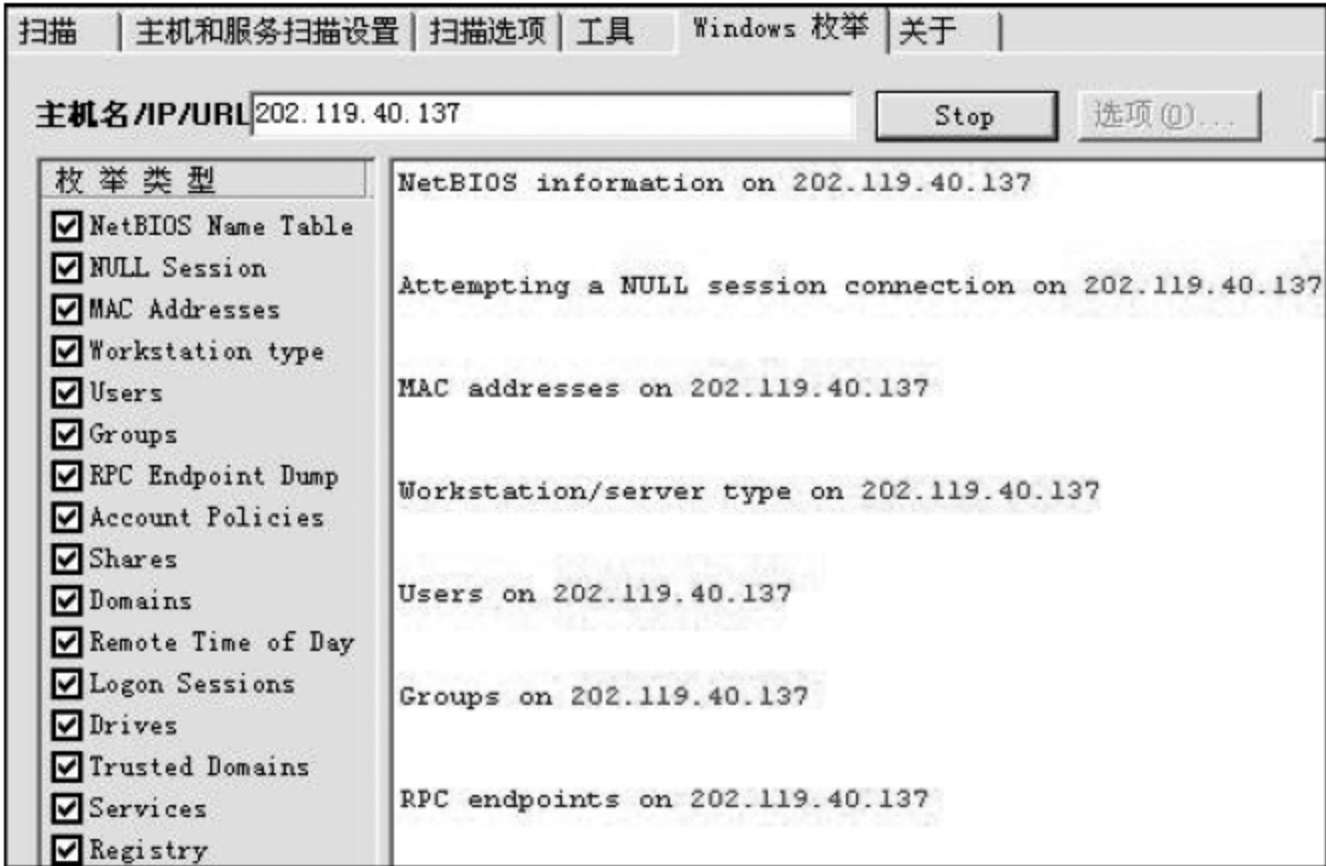 扫描 主机和服务扫描设置 扫描选项 工具 Windows 枚举 关于
主机名/IP/URL 202.119.40.137 Stop 选项(O)...
枚举类型
NetBIOS Name Table
NULL Session
MAC Addresses
Workstation type
Users
Groups
RPC Endpoint Dump
Account Policies
Shares
Domains
Remote Time of Day
Logon Sessions
Drives
Trusted Domains
Services
Registry
NetBIOS information on 202.119.40.137
Attempting a NULL session connection on 202.119.40.137
MAC addresses on 202.119.40.137
Workstation/server type on 202.119.40.137
Users on 202.119.40.137
Groups on 202.119.40.137
RPC endpoints on 202.119.40.137